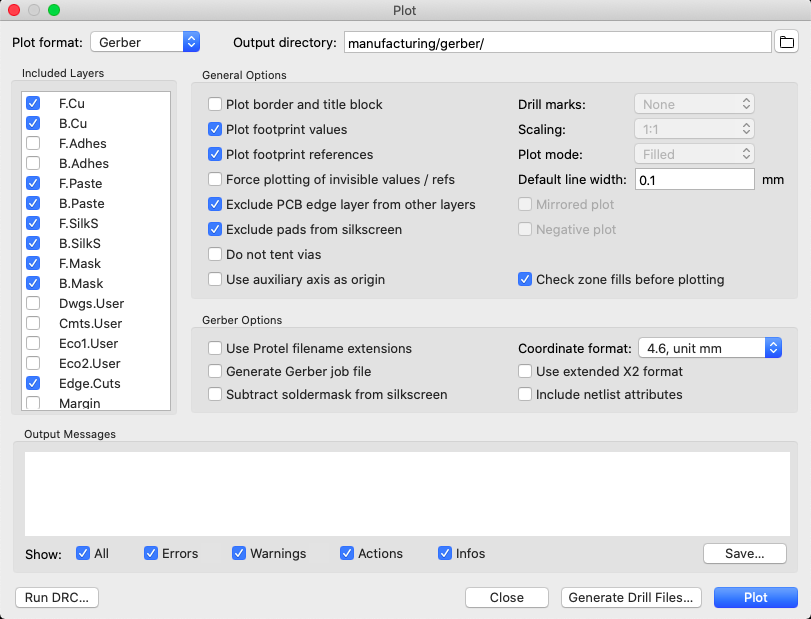 Plot
Plot format: Gerber Output directory: manufacturing/gerber/
Included Layers
F.Cu
B.Cu
F.Adhes
B.Adhes
F.Paste
B.Paste
F.SilkS
B.SilkS
F.Mask
B.Mask
Dwgs.User
Cmts.User
Eco1.User
Eco2.User
Edge.Cuts
Margin
General Options
Plot border and title block
Plot footprint values
Plot footprint references
Force plotting of invisible values / refs
Exclude PCB edge layer from other layers
Exclude pads from silkscreen
Do not tent vias
Use auxiliary axis as origin
Drill marks: None
Scaling: 1:1
Plot mode: Filled
Default line width: 0.1 mm
Mirrored plot
Negative plot
Check zone fills before plotting
Gerber Options
Use Protel filename extensions
Generate Gerber job file
Subtract soldermask from silkscreen
Coordinate format: 4.6, unit mm
Use extended X2 format
Include netlist attributes
Output Messages
Show: All Errors Warnings Actions Infos Save...
Run DRC... Close Generate Drill Files... Plot